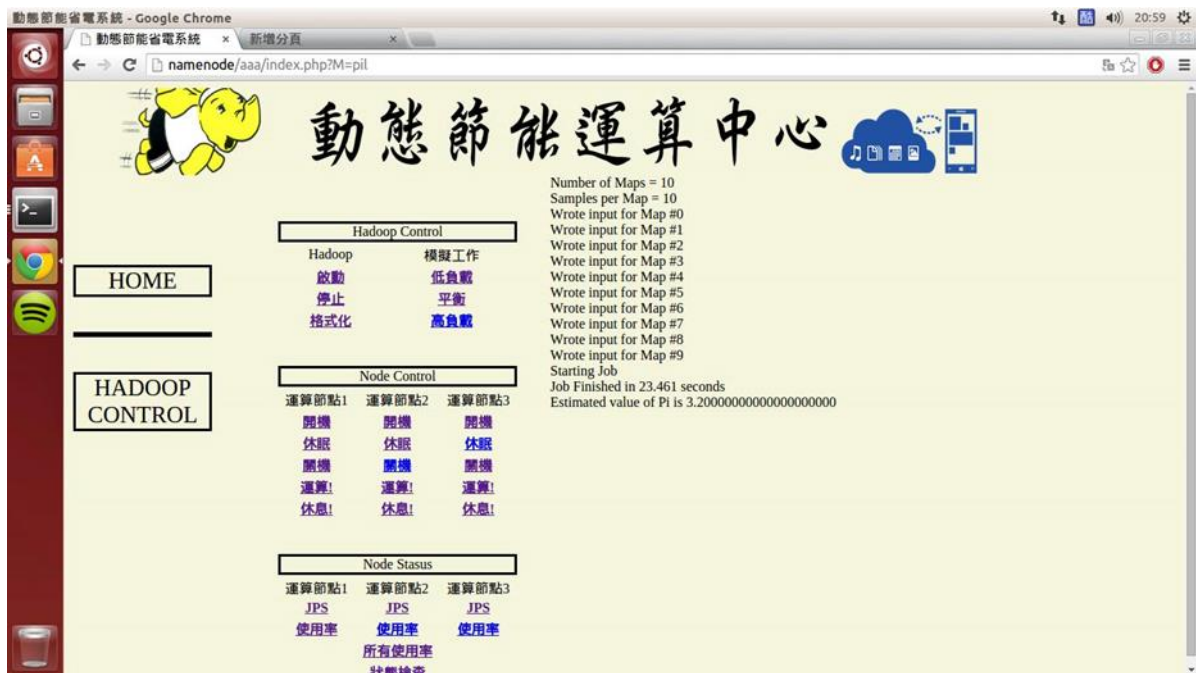 動態節能省電系統 - Google Chrome
酷
20:59
動態節能省電系統 ×
新增分頁 ×
namenode/aaa/index.php?M=pil
動態節能運算中心
HOME
HADOOP
CONTROL
Hadoop Control
Hadoop 模擬工作
啟動 低負載
停止 平衡
格式化 高負載
Node Control
運算節點1 運算節點2 運算節點3
開機 開機 開機
休眠 休眠 休眠
關機 關機 關機
運算! 運算! 運算!
休息! 休息! 休息!
Node Stasus
運算節點1 運算節點2 運算節點3
JPS JPS JPS
使用率 使用率 使用率
所有使用率
狀態檢查
Number of Maps = 10
Samples per Map = 10
Wrote input for Map #0
Wrote input for Map #1
Wrote input for Map #2
Wrote input for Map #3
Wrote input for Map #4
Wrote input for Map #5
Wrote input for Map #6
Wrote input for Map #7
Wrote input for Map #8
Wrote input for Map #9
Starting Job
Job Finished in 23.461 seconds
Estimated value of Pi is 3.20000000000000000000